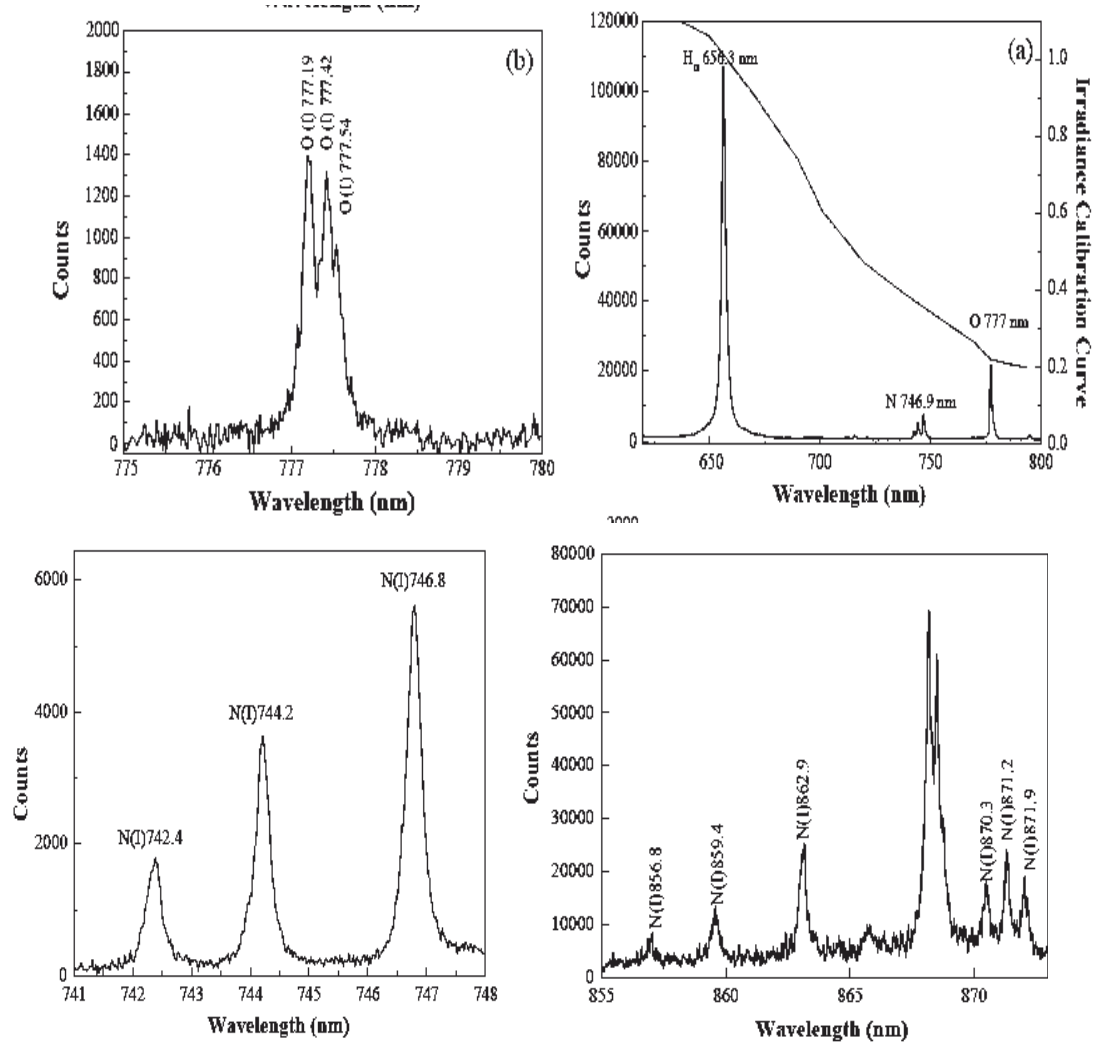 Wavelength (nm)
2000
1800
1600
1400
1200
1000
800
600
400
200
0
775 776 777 778 779 780
Counts
Wavelength (nm)
(b)
O (I) 777.19
O (I) 777.42
O (I) 777.54
120000
100000
80000
60000
40000
20000
0
650 700 750 800
Counts
Wavelength (nm)
(a)
Hα 656.3 nm
N 746.9 nm
O 777 nm
1.0
0.8
0.6
0.4
0.2
0.0
Irradiance Calibration Curve
6000
4000
2000
0
741 742 743 744 745 746 747 748
Counts
Wavelength (nm)
N(I)742.4
N(I)744.2
N(I)746.8
80000
70000
60000
50000
40000
30000
20000
10000
0
855 860 865 870
Counts
Wavelength (nm)
N(I)856.8
N(I)859.4
N(I)862.9
N(I)870.3
N(I)871.2
N(I)871.9